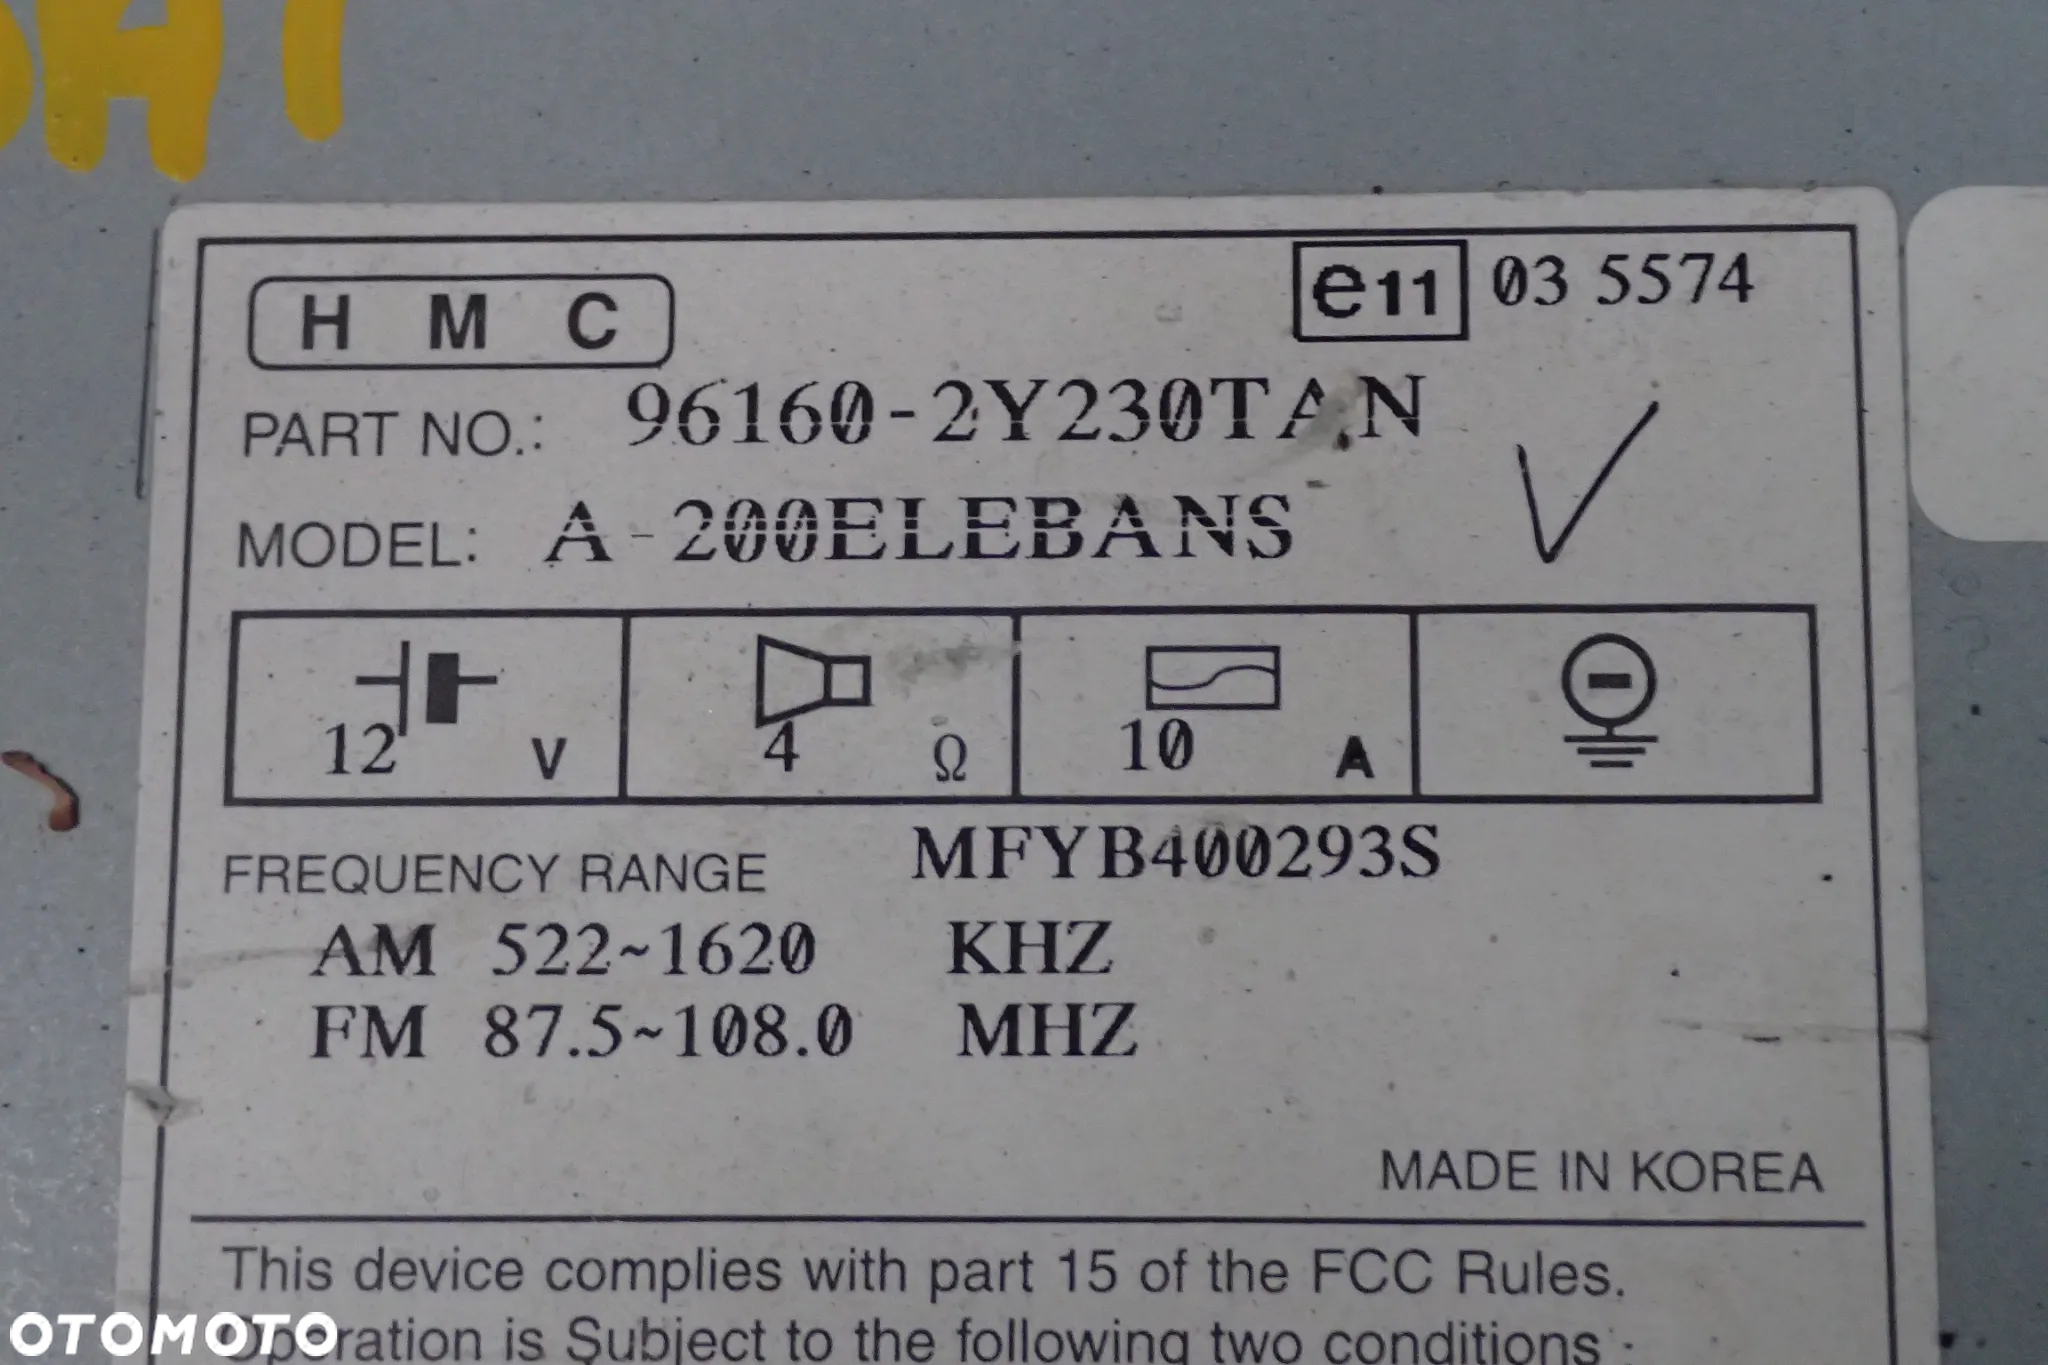 H M C
e11 03 5574
PART NO.: 96160-2Y230TAN
MODEL: A-200ELEBANS
12 V 4 Ω 10 A
MFYB400293S
FREQUENCY RANGE
AM 522~1620 KHZ
FM 87.5~108.0 MHZ
MADE IN KOREA
This device complies with part 15 of the FCC Rules.
Operation is Subject to the following two conditions :
OTOMOTO